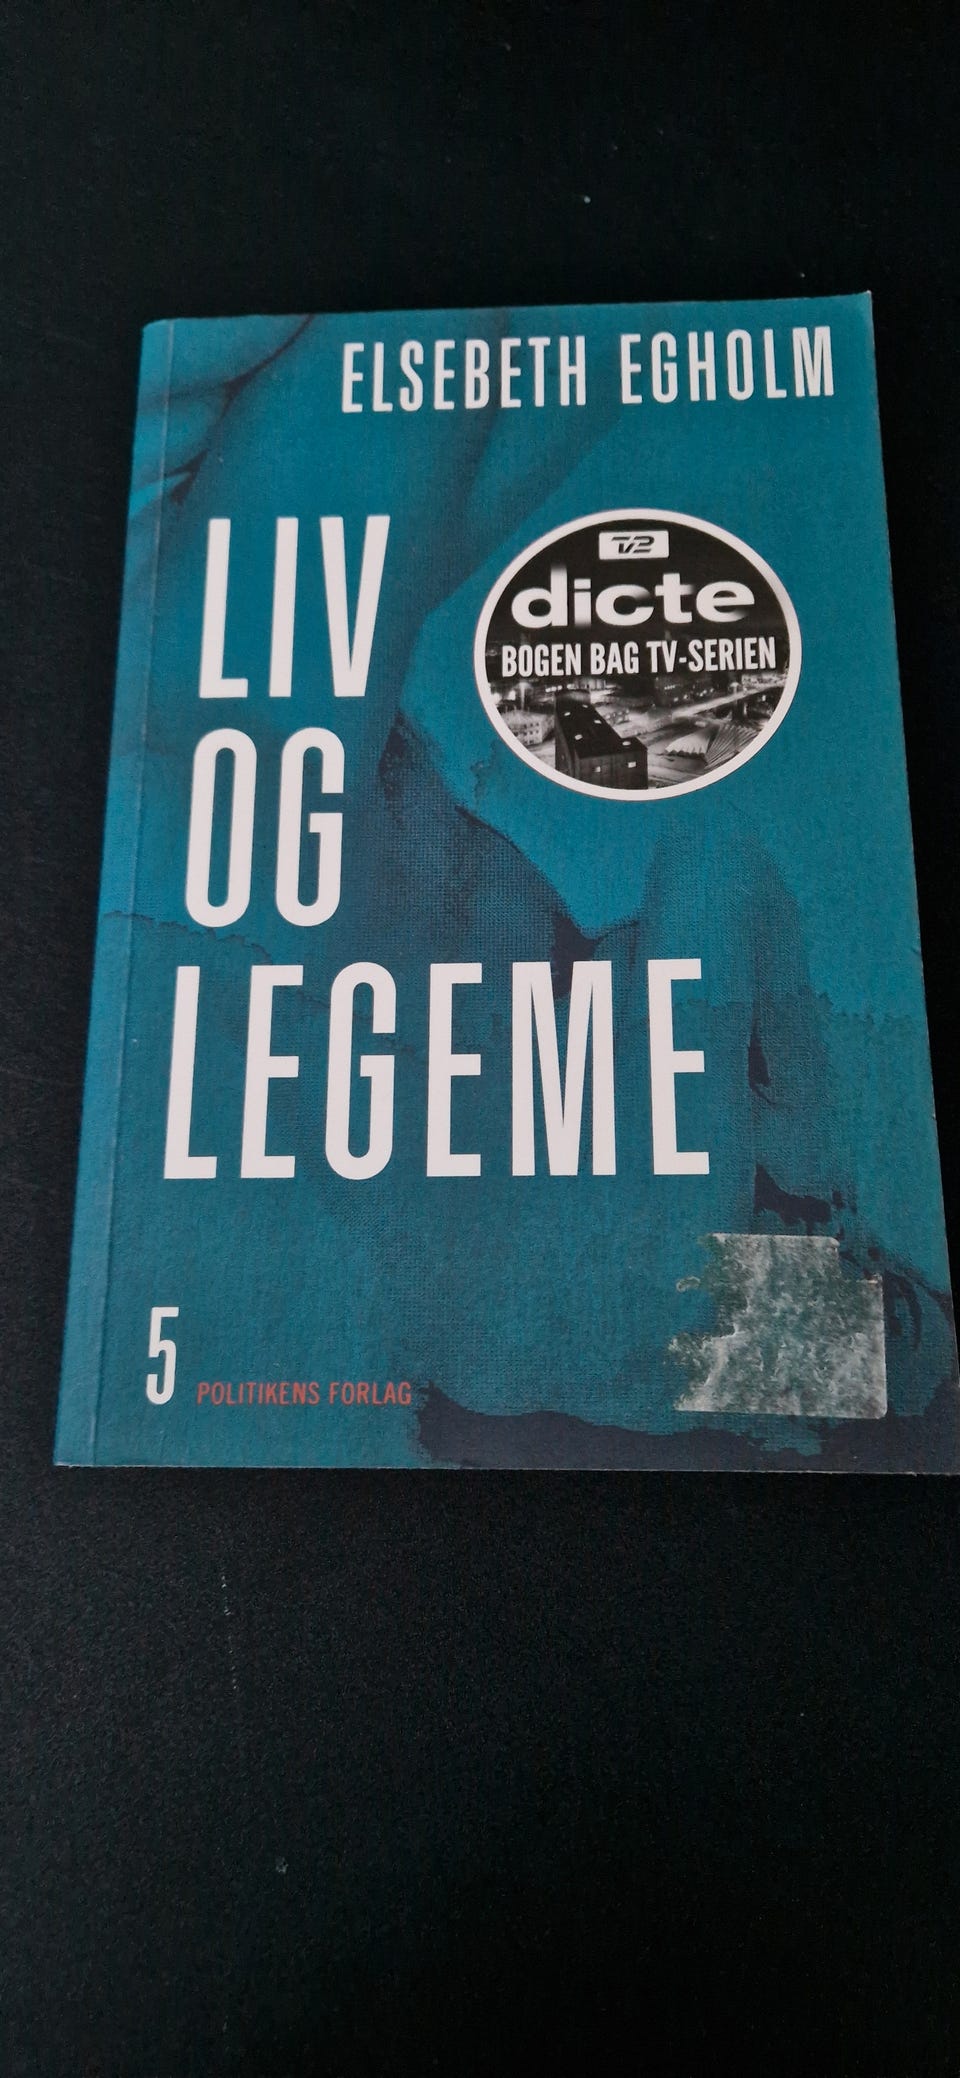 ELSEBETH EGHOLM
LIV
OG
LEGEME
TV2
dicte
BOGEN BAG TV-SERIEN
5
POLITIKENS FORLAG